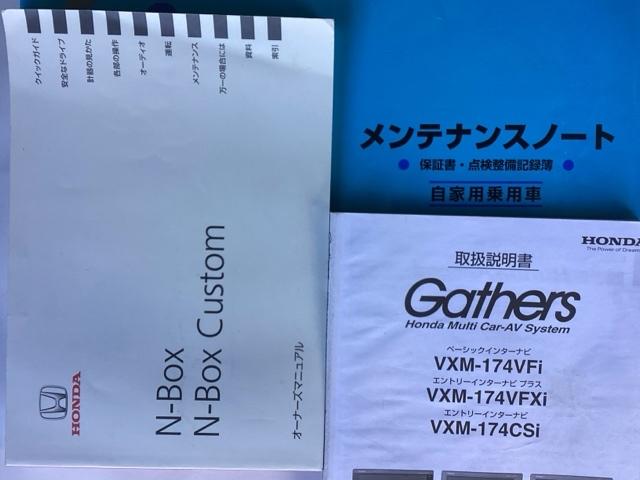 クイックガイド
安全なドライブ
計器の見かた
各部の操作
オーディオ
運転
メンテナンス
万一の場合には
資料
索引
N-Box
N-Box Custom
オーナーズマニュアル
HONDA
メンテナンスノート
保証書・点検整備記録簿
自家用乗用車
HONDA
The Power of Dream
取扱説明書
Gathers
Honda Multi Car-AV System
ベーシックインターナビ
VXM-174VFi
エントリーインターナビ プラス
VXM-174VFXi
エントリーインターナビ
VXM-174CSi